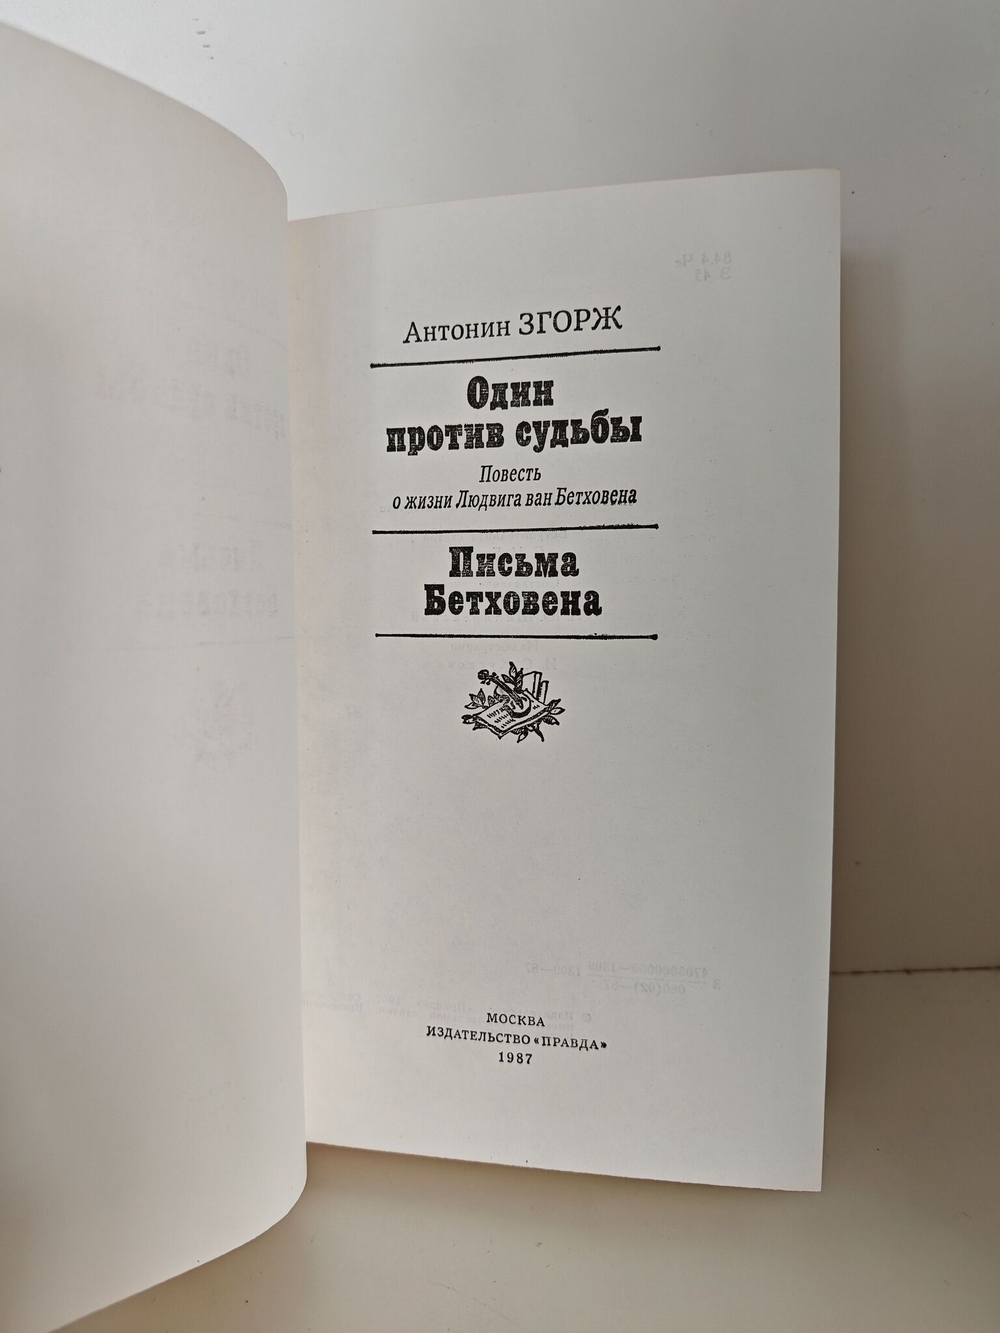 Антонин ЗГОРЖ
Один
против судьбы
Повесть
о жизни Людвига ван Бетховена
Письма
Бетховена
МОСКВА
ИЗДАТЕЛЬСТВО «ПРАВДА»
1987